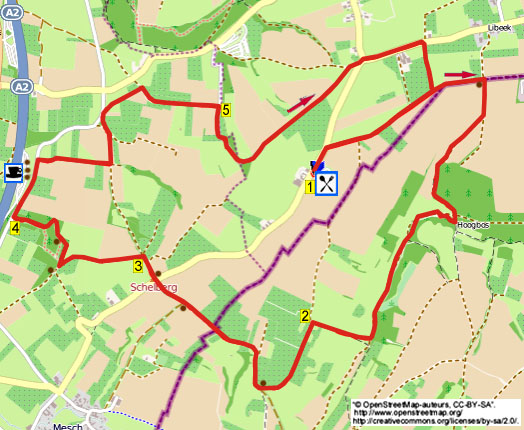 A2
Libeek
A2
5
1
4
Hoogbos
3
Schelberg
2
Mesch
"© OpenStreetMap-auteurs, CC-BY-SA".
http://www.openstreetmap.org/
http://creativecommons.org/licenses/by-sa/2.0/.